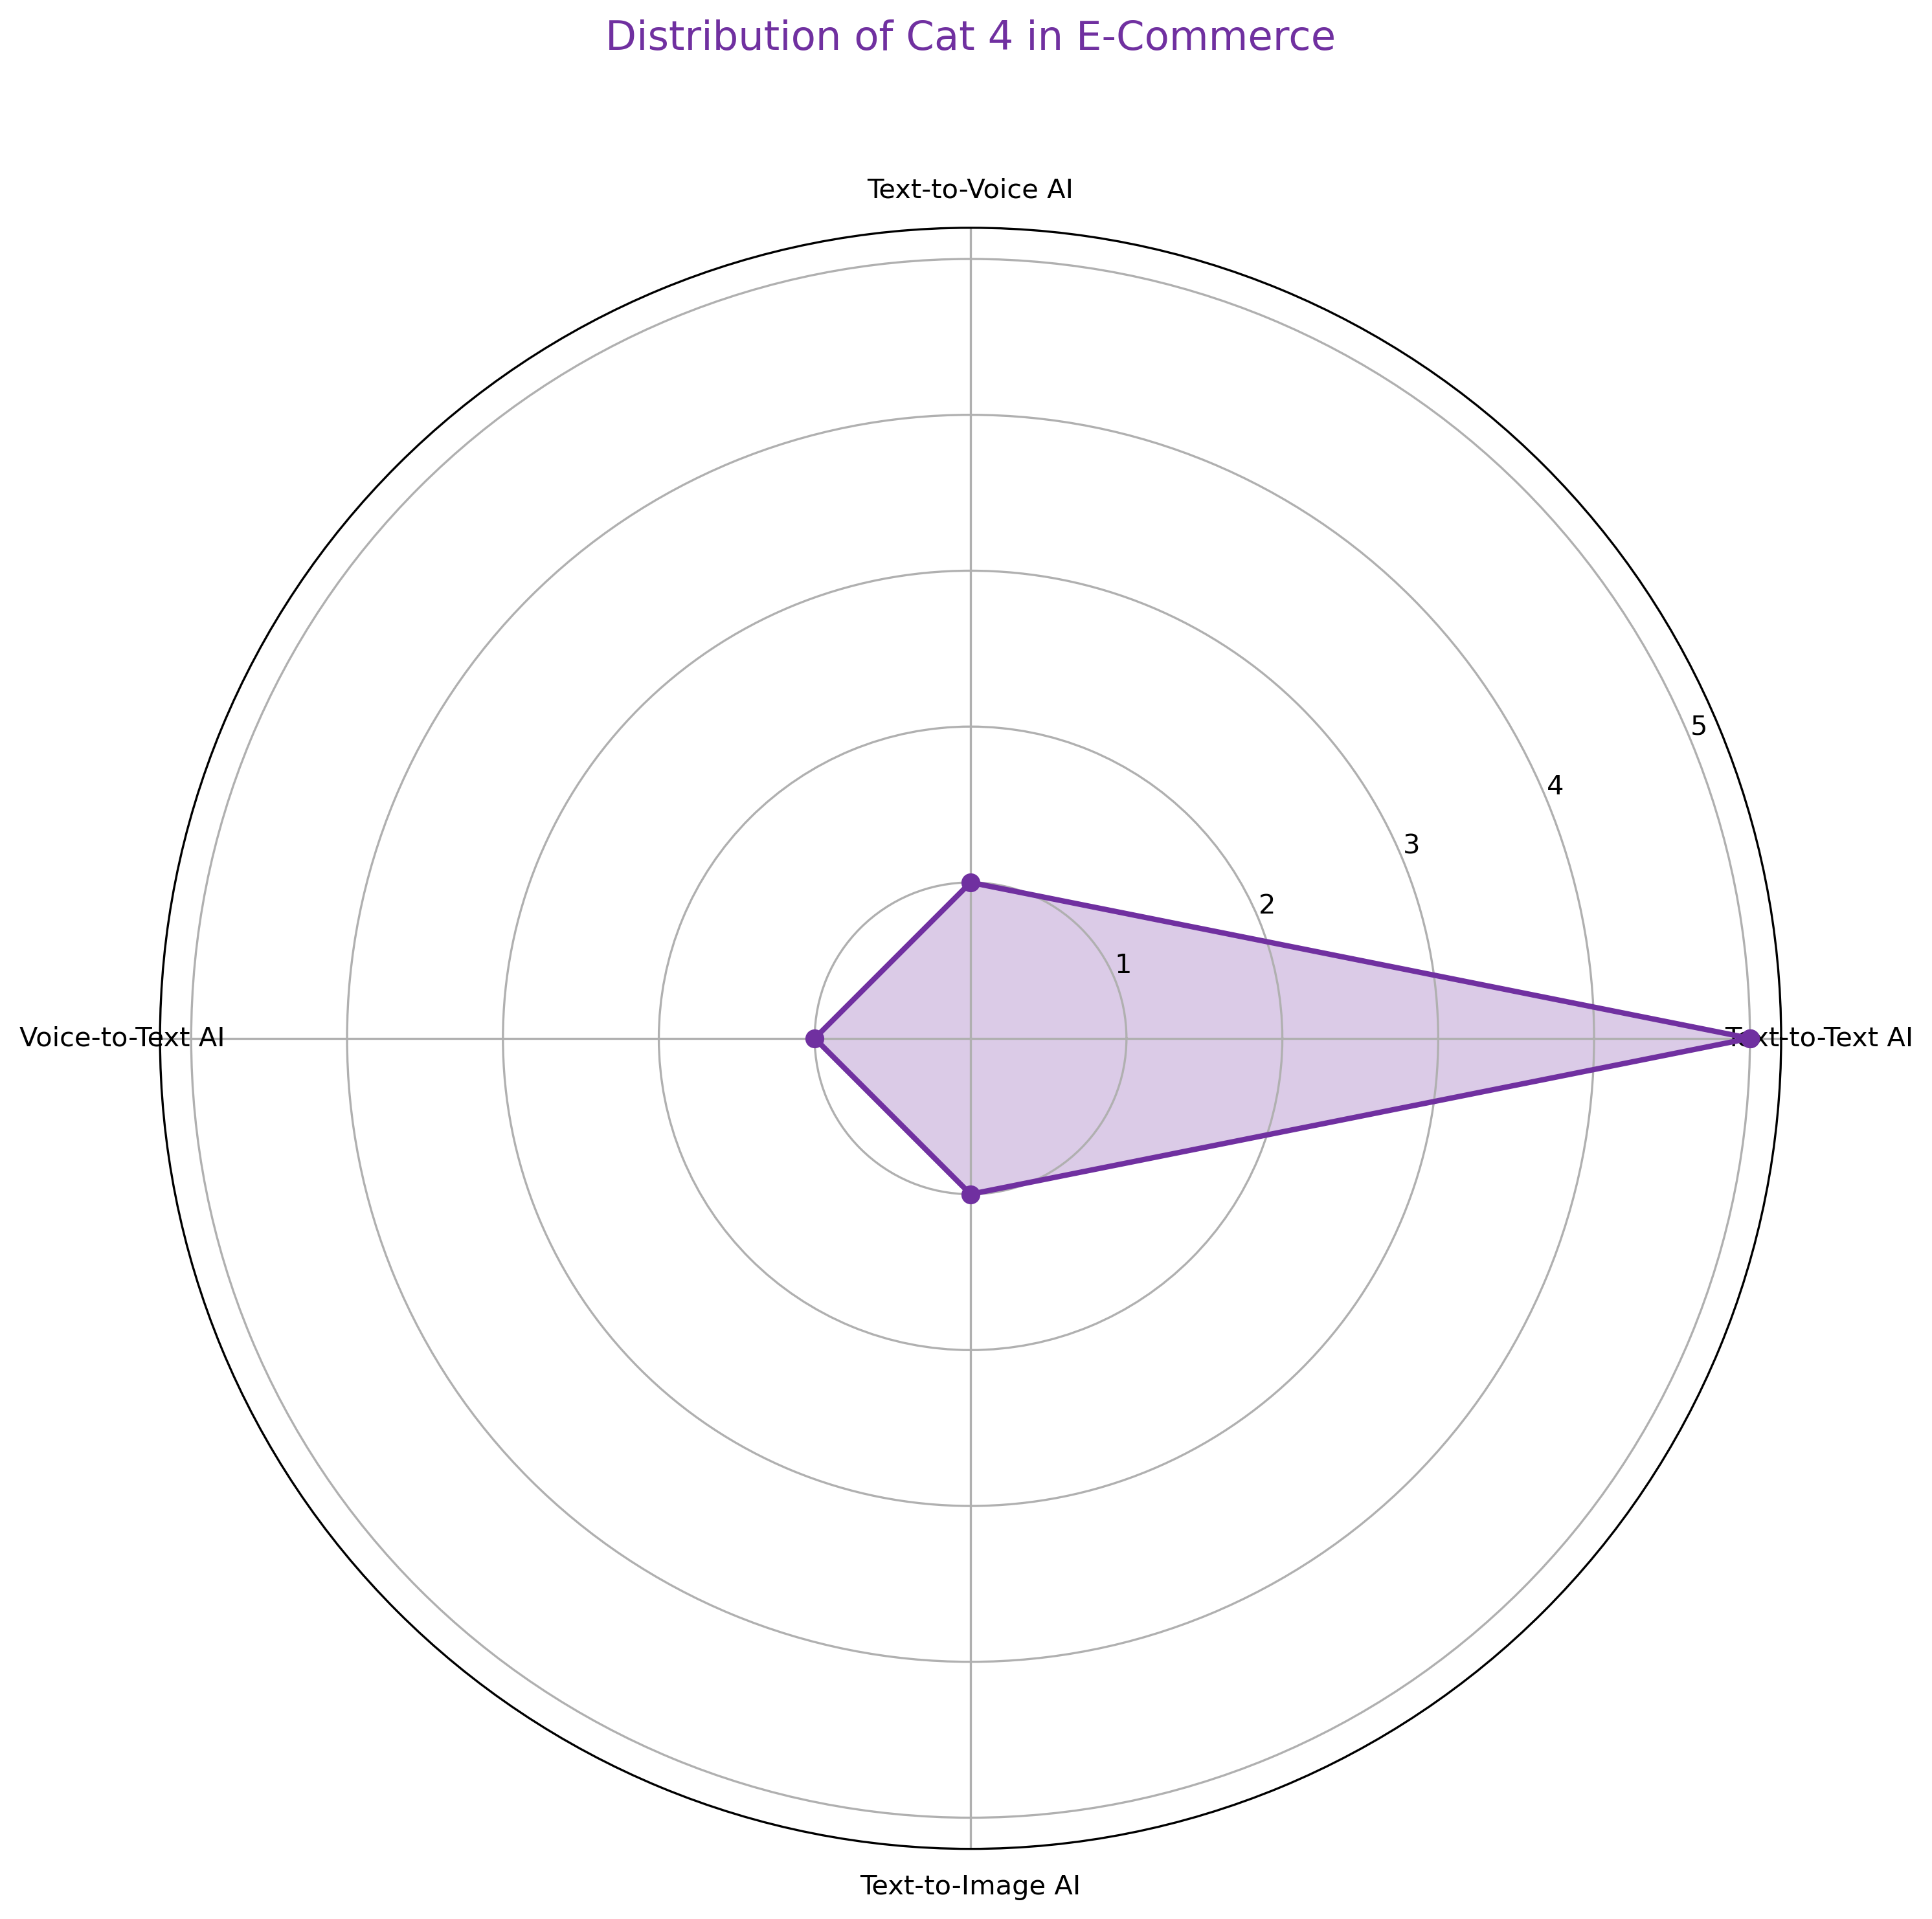 Distribution of Cat 4 in E-Commerce
Text-to-Voice AI
5
4
3
2
1
Voice-to-Text AI
Text-to-Text AI
Text-to-Image AI